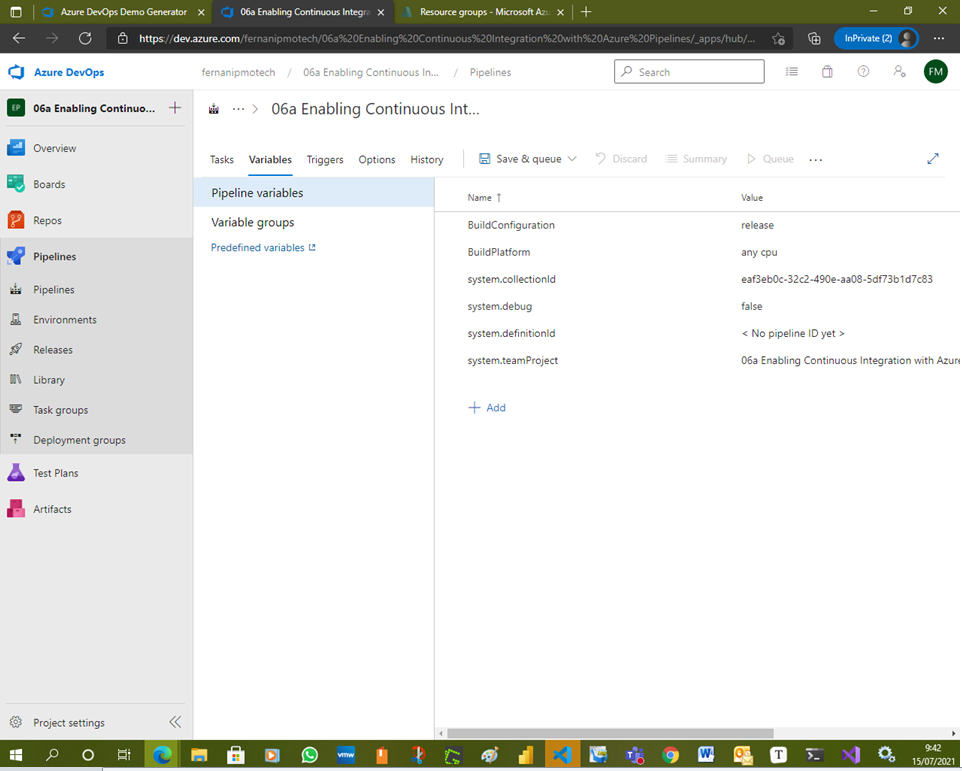 Azure DevOps Demo Generator
06a Enabling Continuous Integra
Resource groups - Microsoft Azu
https://dev.azure.com/fernanipmotech/06a%20Enabling%20Continuous%20Integration%20with%20Azure%20Pipelines/_apps/hub/...
InPrivate (2)
Azure DevOps
fernanipmotech / 06a Enabling Continuous In... / Pipelines
Search
FM
EP
06a Enabling Continuo...
... > 06a Enabling Continuous Int...
Overview
Boards
Repos
Pipelines
Pipelines
Environments
Releases
Library
Task groups
Deployment groups
Test Plans
Artifacts
Project settings
Tasks Variables Triggers Options History Save & queue Discard Summary Queue ...
Pipeline variables
Variable groups
Predefined variables
Name ↑ Value
BuildConfiguration release
BuildPlatform any cpu
system.collectionId eaf3eb0c-32c2-490e-aa08-5df73b1d7c83
system.debug false
system.definitionId < No pipeline ID yet >
system.teamProject 06a Enabling Continuous Integration with Azure
+ Add
vmw
9:42
15/07/2021